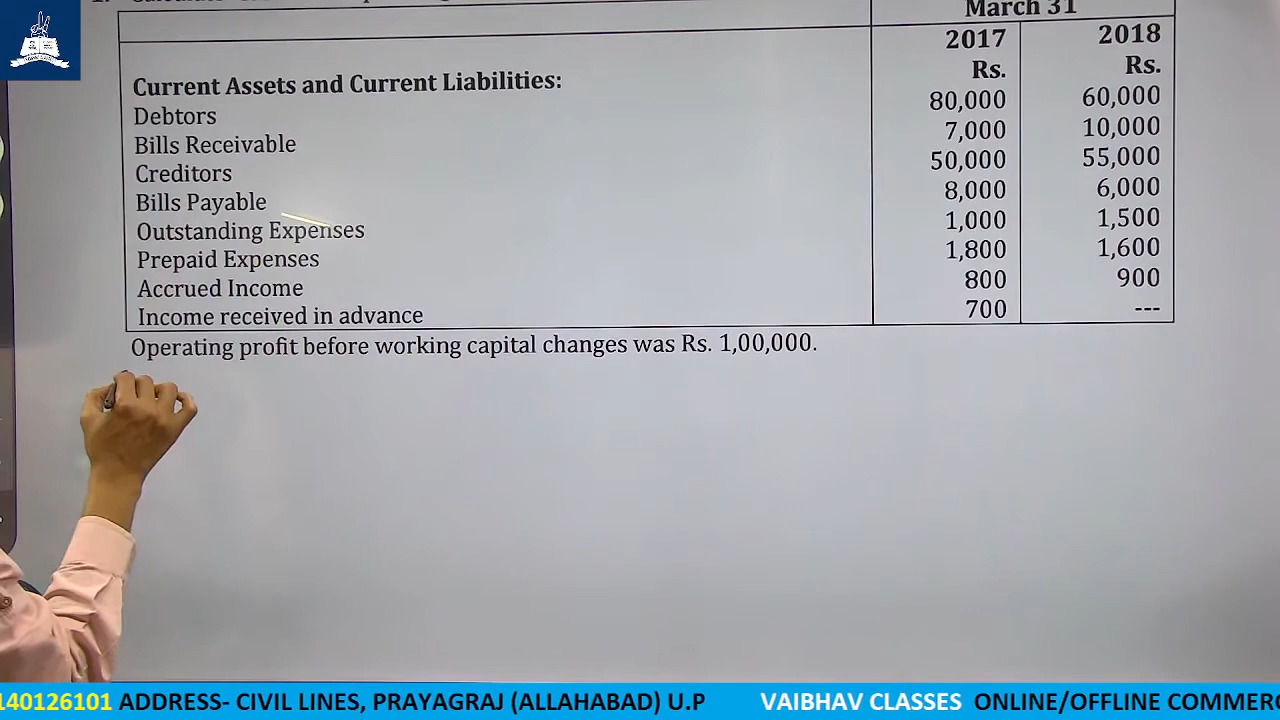 March 31
2017 2018
Rs. Rs.
Current Assets and Current Liabilities:
Debtors 80,000 60,000
Bills Receivable 7,000 10,000
Creditors 50,000 55,000
Bills Payable 8,000 6,000
Outstanding Expenses 1,000 1,500
Prepaid Expenses 1,800 1,600
Accrued Income 800 900
Income received in advance 700 ---
Operating profit before working capital changes was Rs. 1,00,000.
140126101 ADDRESS- CIVIL LINES, PRAYAGRAJ (ALLAHABAD) U.P VAIBHAV CLASSES ONLINE/OFFLINE COMMERC